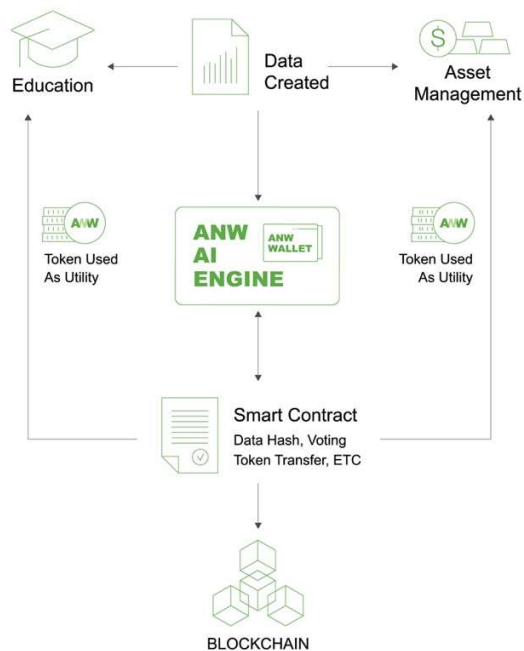 Education
Data
Created
Asset
Management
$
ANW
Token Used
As Utility
ANW
AI
ENGINE
ANW
WALLET
ANW
Token Used
As Utility
Smart Contract
Data Hash, Voting
Token Transfer, ETC
BLOCKCHAIN